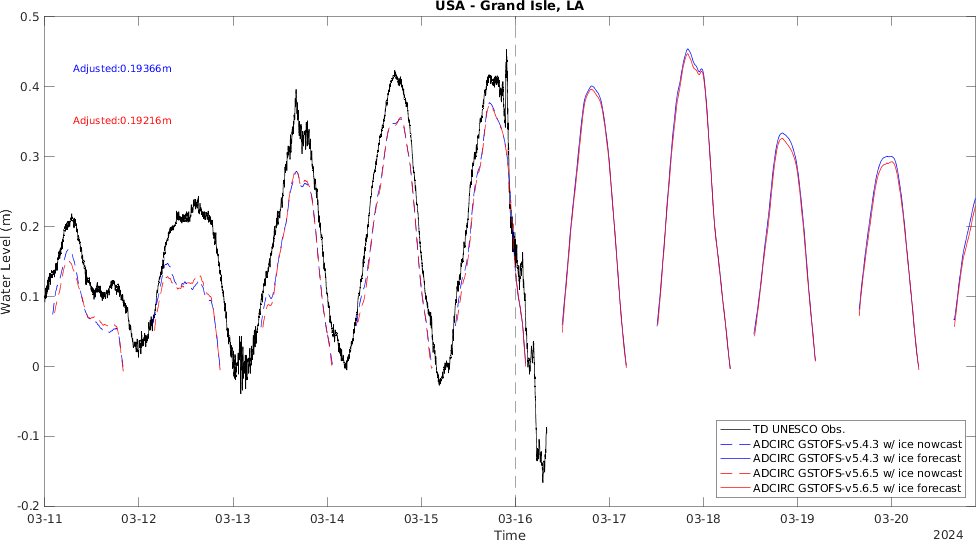 USA - Grand Isle, LA
0.5
0.4
0.3
0.2
0.1
0
-0.1
-0.2
Water Level (m)
Adjusted:0.19366m
Adjusted:0.19216m
TD UNESCO Obs.
ADCIRC GSTOFS-v5.4.3 w/ ice nowcast
ADCIRC GSTOFS-v5.4.3 w/ ice forecast
ADCIRC GSTOFS-v5.6.5 w/ ice nowcast
ADCIRC GSTOFS-v5.6.5 w/ ice forecast
03-11 03-12 03-13 03-14 03-15 03-16 03-17 03-18 03-19 03-20
Time
2024